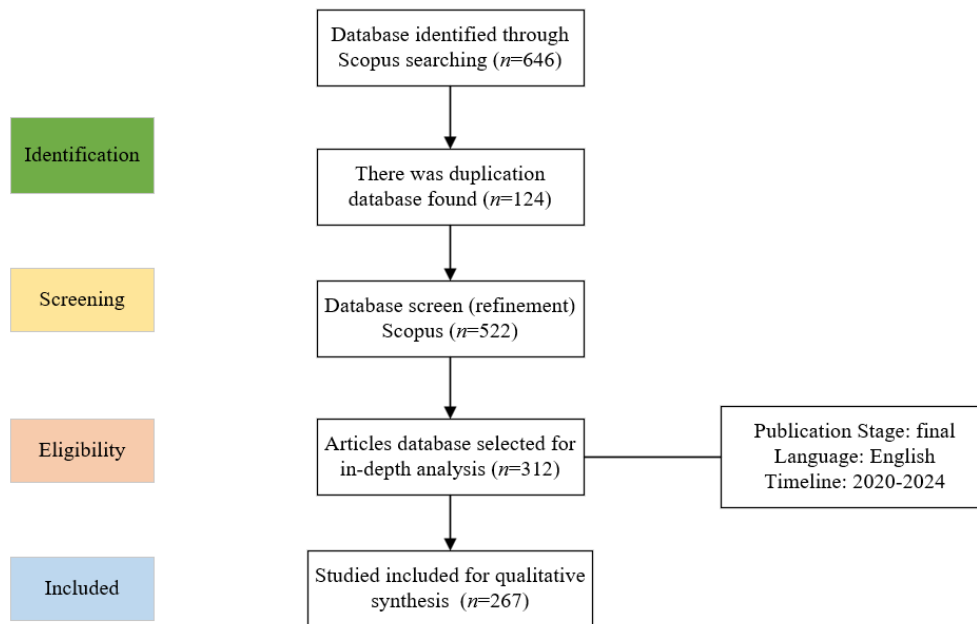 Database identified through
Scopus searching (n=646)
Identification
There was duplication
database found (n=124)
Screening
Database screen (refinement)
Scopus (n=522)
Eligibility
Articles database selected for
in-depth analysis (n=312)
Publication Stage: final
Language: English
Timeline: 2020-2024
Included
Studied included for qualitative
synthesis (n=267)